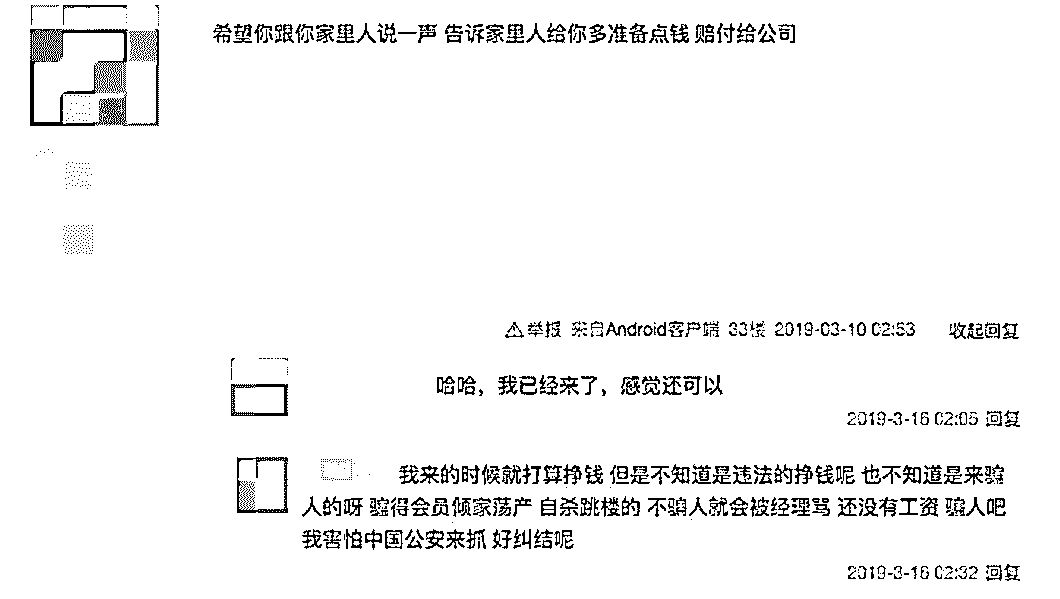 希望你跟你家里人说一声 告诉家里人给你多准备点钱 赔付给公司
举报 来自Android客户端 33楼 2019-03-10 02:53 收起回复
哈哈，我已经来了，感觉还可以
2019-3-16 02:05 回复
我来的时候就打算挣钱 但是不知道是违法的挣钱呢 也不知道是来骗
人的呀 骗得会员倾家荡产 自杀跳楼的 不骗人就会被经理骂 还没有工资 骗人吧
我害怕中国公安来抓 好纠结呢
2019-3-16 02:32 回复